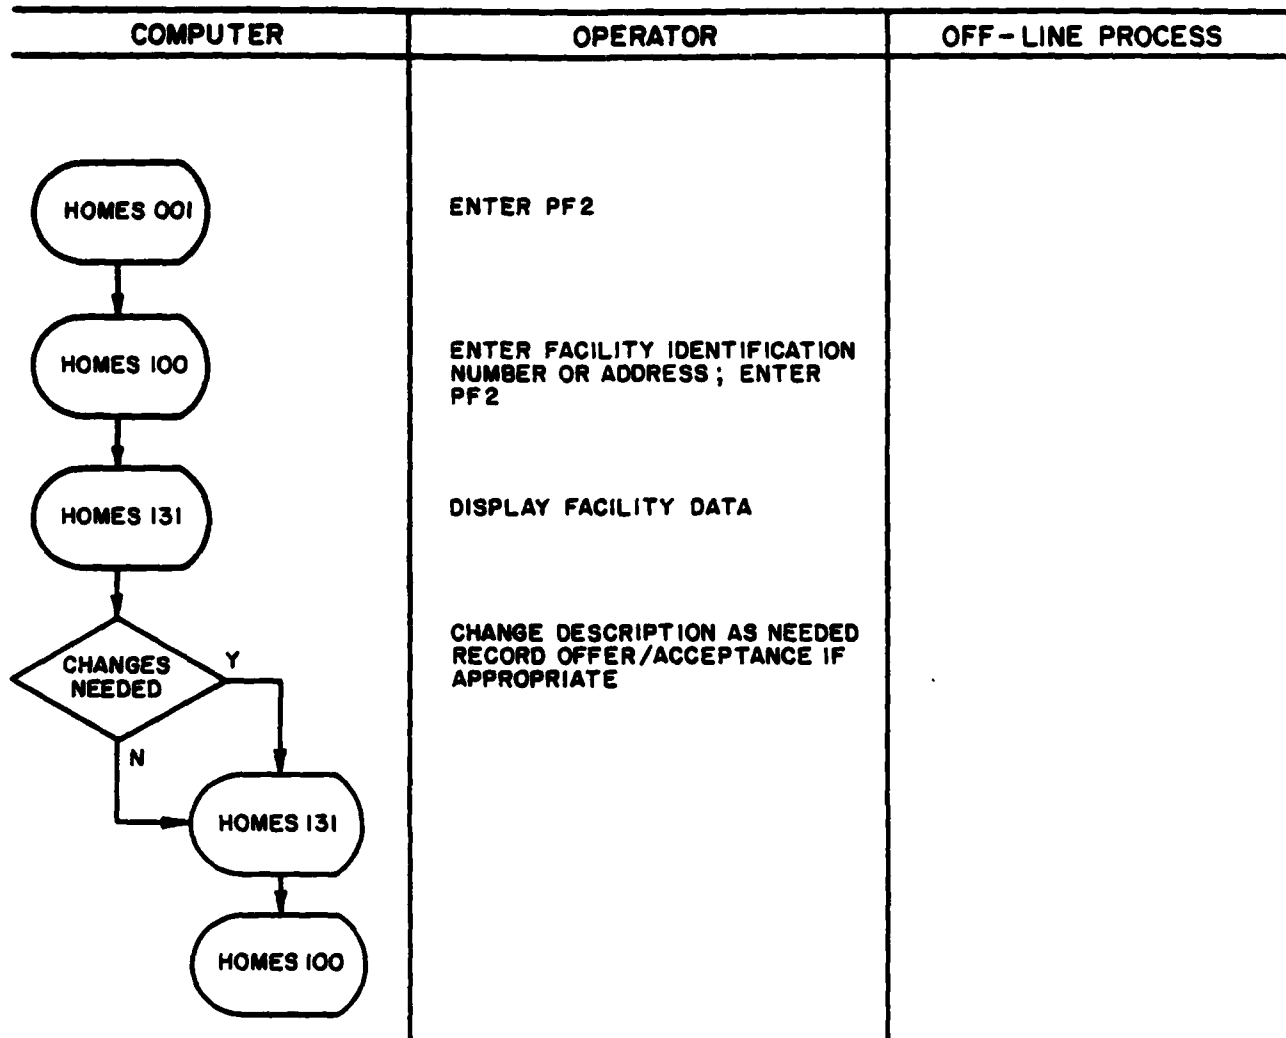 COMPUTER
OPERATOR
OFF-LINE PROCESS
HOMES 001
ENTER PF2
HOMES 100
ENTER FACILITY IDENTIFICATION
NUMBER OR ADDRESS; ENTER
PF2
HOMES 131
DISPLAY FACILITY DATA
CHANGES
NEEDED
Y
N
CHANGE DESCRIPTION AS NEEDED
RECORD OFFER/ACCEPTANCE IF
APPROPRIATE
HOMES 131
HOMES 100